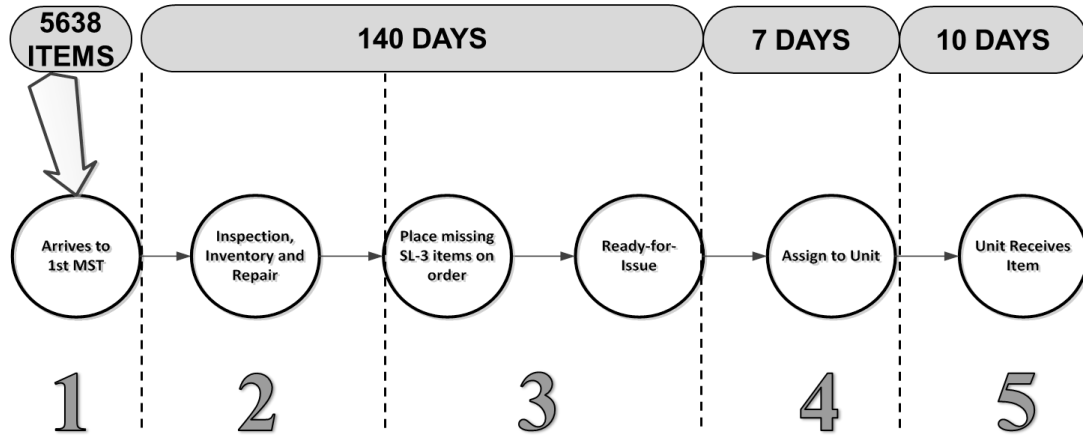 5638
ITEMS
140 DAYS
7 DAYS
10 DAYS
Arrives to
1st MST
Inspection,
Inventory and
Repair
Place missing
SL-3 items on
order
Ready-for-
Issue
Assign to Unit
Unit Receives
Item
1
2
3
4
5